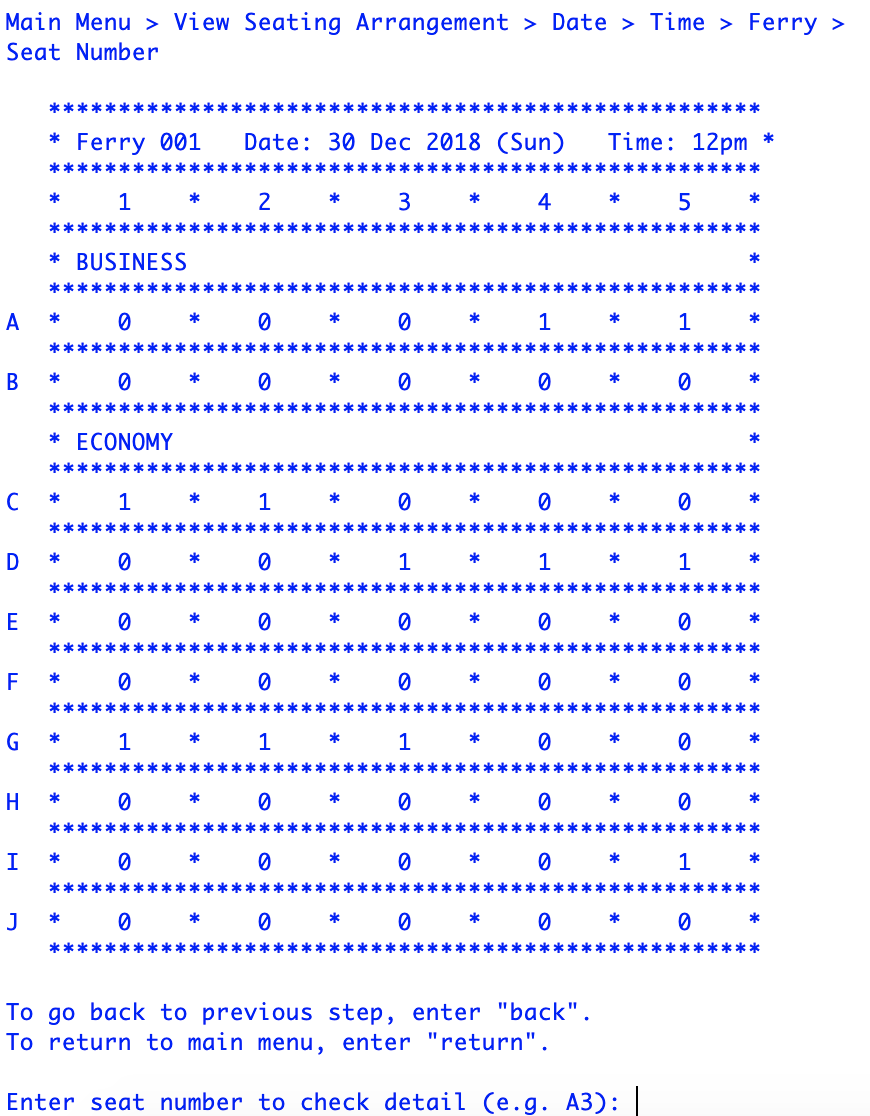 Main Menu > View Seating Arrangement > Date > Time > Ferry >
Seat Number
***************************************************
* Ferry 001   Date: 30 Dec 2018 (Sun)   Time: 12pm *
***************************************************
*    1    *    2    *    3    *    4    *    5    *
***************************************************
* BUSINESS                                        *
***************************************************
A  *    0    *    0    *    0    *    1    *    1    *
***************************************************
B  *    0    *    0    *    0    *    0    *    0    *
***************************************************
* ECONOMY                                         *
***************************************************
C  *    1    *    1    *    0    *    0    *    0    *
***************************************************
D  *    0    *    0    *    1    *    1    *    1    *
***************************************************
E  *    0    *    0    *    0    *    0    *    0    *
***************************************************
F  *    0    *    0    *    0    *    0    *    0    *
***************************************************
G  *    1    *    1    *    1    *    0    *    0    *
***************************************************
H  *    0    *    0    *    0    *    0    *    0    *
***************************************************
I  *    0    *    0    *    0    *    0    *    1    *
***************************************************
J  *    0    *    0    *    0    *    0    *    0    *
***************************************************
To go back to previous step, enter "back".
To return to main menu, enter "return".
Enter seat number to check detail (e.g. A3):